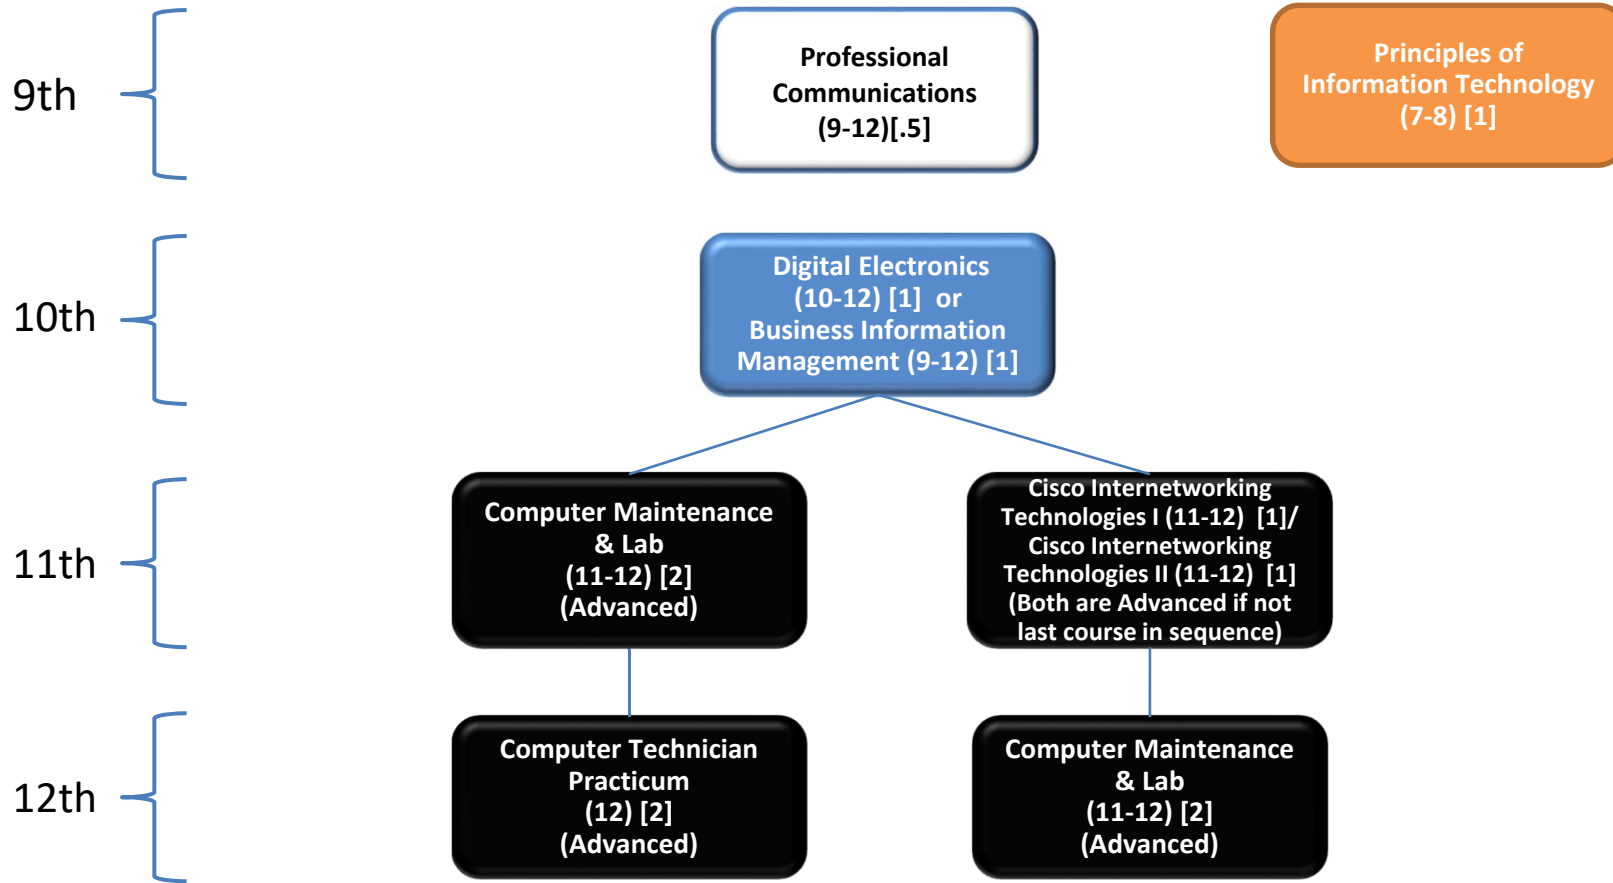 9th
Professional
Communications
(9-12)[.5]
Principles of
Information Technology
(7-8) [1]
10th
Digital Electronics
(10-12) [1]  or
Business Information
Management (9-12) [1]
11th
Computer Maintenance
& Lab
(11-12) [2]
(Advanced)
Cisco Internetworking
Technologies I (11-12)  [1]/
Cisco Internetworking
Technologies II (11-12)  [1]
(Both are Advanced if not
last course in sequence)
12th
Computer Technician
Practicum
(12) [2]
(Advanced)
Computer Maintenance
& Lab
(11-12) [2]
(Advanced)